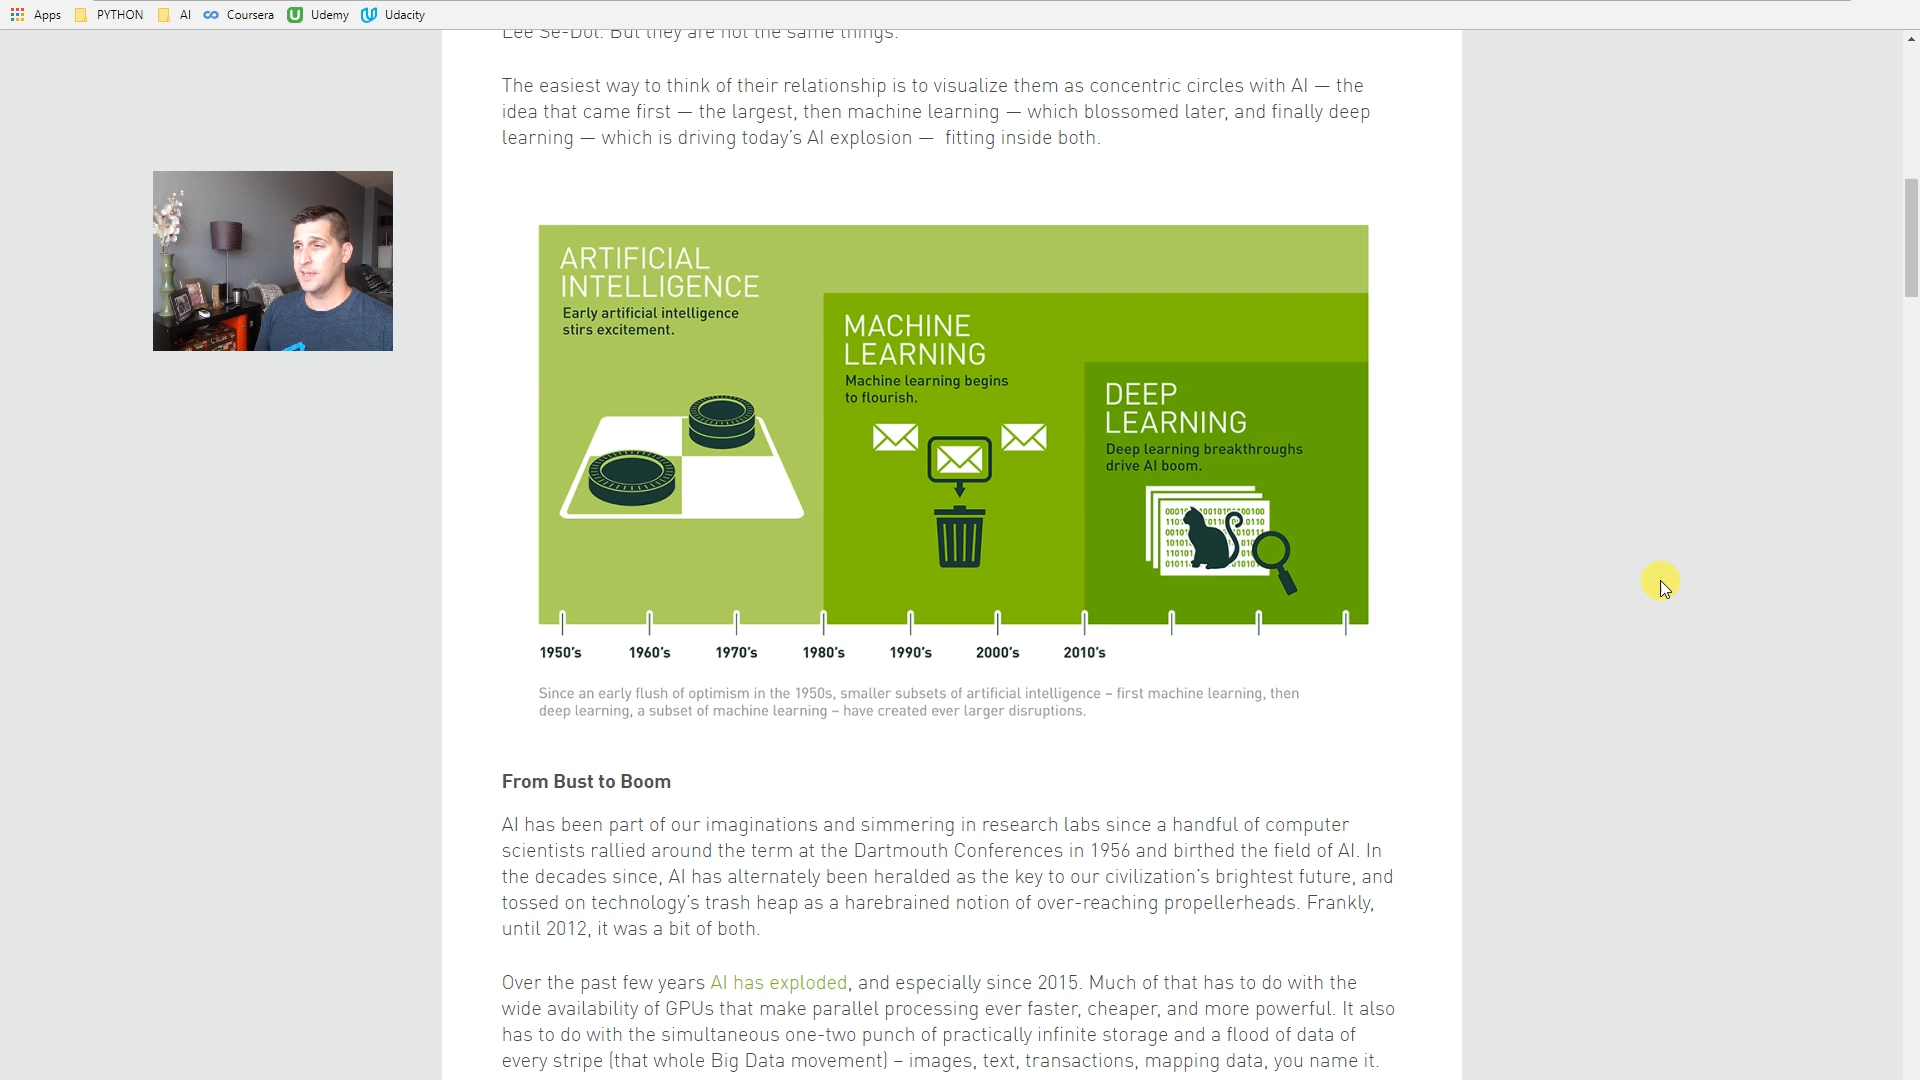 Apps PYTHON AI Coursera Udemy Udacity
Lee Se-Dol. But they are not the same things.
The easiest way to think of their relationship is to visualize them as concentric circles with AI — the
idea that came first — the largest, then machine learning — which blossomed later, and finally deep
learning — which is driving today's AI explosion — fitting inside both.
ARTIFICIAL
INTELLIGENCE
Early artificial intelligence
stirs excitement.
MACHINE
LEARNING
Machine learning begins
to flourish.
DEEP
LEARNING
Deep learning breakthroughs
drive AI boom.
1950's 1960's 1970's 1980's 1990's 2000's 2010's
Since an early flush of optimism in the 1950s, smaller subsets of artificial intelligence – first machine learning, then
deep learning, a subset of machine learning – have created ever larger disruptions.
From Bust to Boom
AI has been part of our imaginations and simmering in research labs since a handful of computer
scientists rallied around the term at the Dartmouth Conferences in 1956 and birthed the field of AI. In
the decades since, AI has alternately been heralded as the key to our civilization's brightest future, and
tossed on technology's trash heap as a harebrained notion of over-reaching propellerheads. Frankly,
until 2012, it was a bit of both.
Over the past few years AI has exploded, and especially since 2015. Much of that has to do with the
wide availability of GPUs that make parallel processing ever faster, cheaper, and more powerful. It also
has to do with the simultaneous one-two punch of practically infinite storage and a flood of data of
every stripe (that whole Big Data movement) – images, text, transactions, mapping data, you name it.